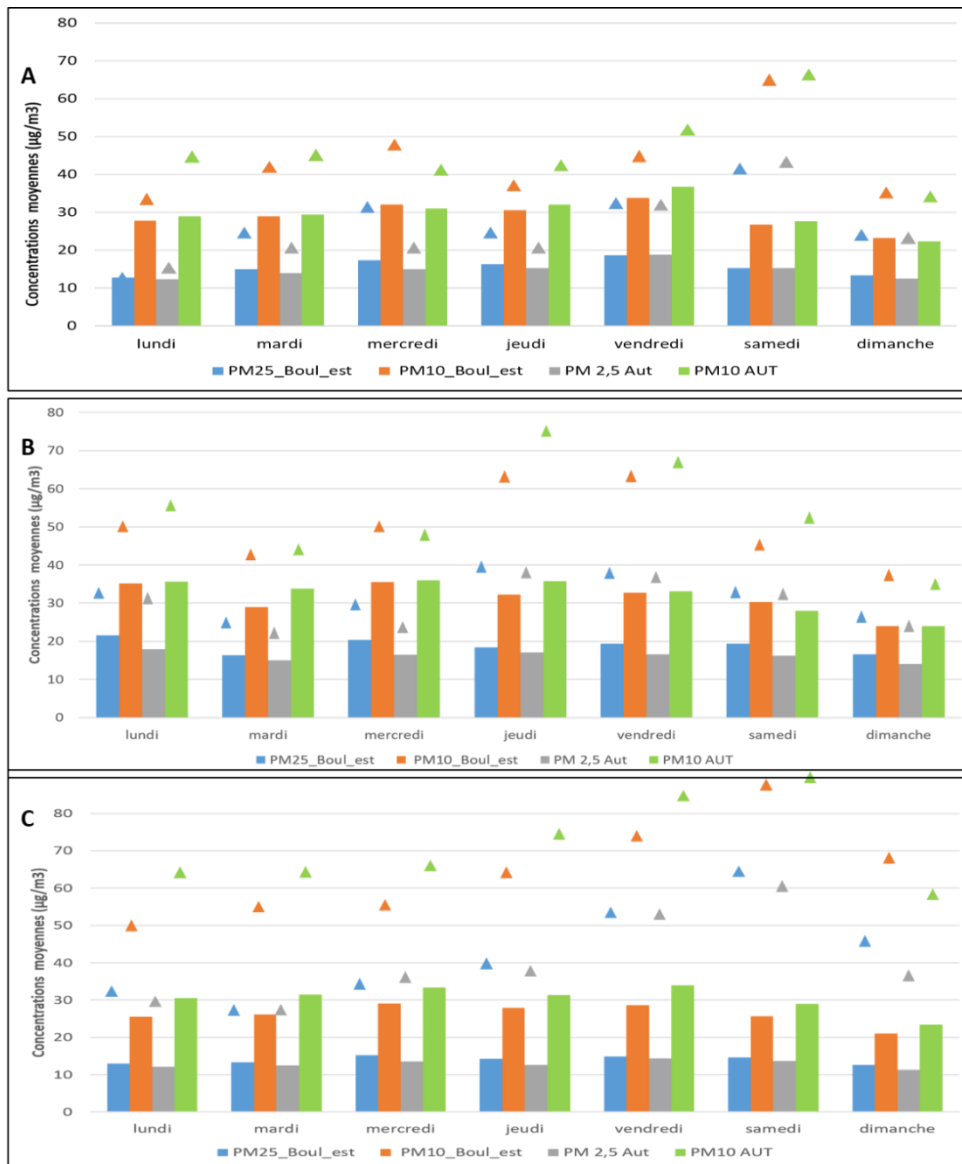 A
Concentrations moyennes (µg/m3)
80
70
60
50
40
30
20
10
0
lundi mardi mercredi jeudi vendredi samedi dimanche
PM25_Boul_est PM10_Boul_est PM 2,5 Aut PM10 AUT
B
Concentrations moyennes (µg/m3)
80
70
60
50
40
30
20
10
0
lundi mardi mercredi jeudi vendredi samedi dimanche
PM25_Boul_est PM10_Boul_est PM 2,5 Aut PM10 AUT
C
Concentrations moyennes (µg/m3)
80
70
60
50
40
30
20
10
0
lundi mardi mercredi jeudi vendredi samedi dimanche
PM25_Boul_est PM10_Boul_est PM 2,5 Aut PM10 AUT